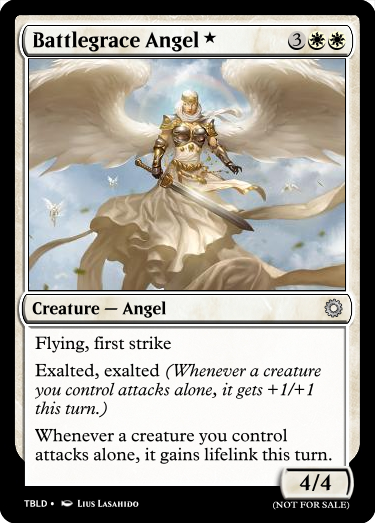 Battlegrace Angel ★ 3
Creature — Angel
Flying, first strike
Exalted, exalted (Whenever a creature
you control attacks alone, it gets +1/+1
this turn.)
Whenever a creature you control
attacks alone, it gains lifelink this turn.
4/4
TBLD • Lius Lasahido (NOT FOR SALE)